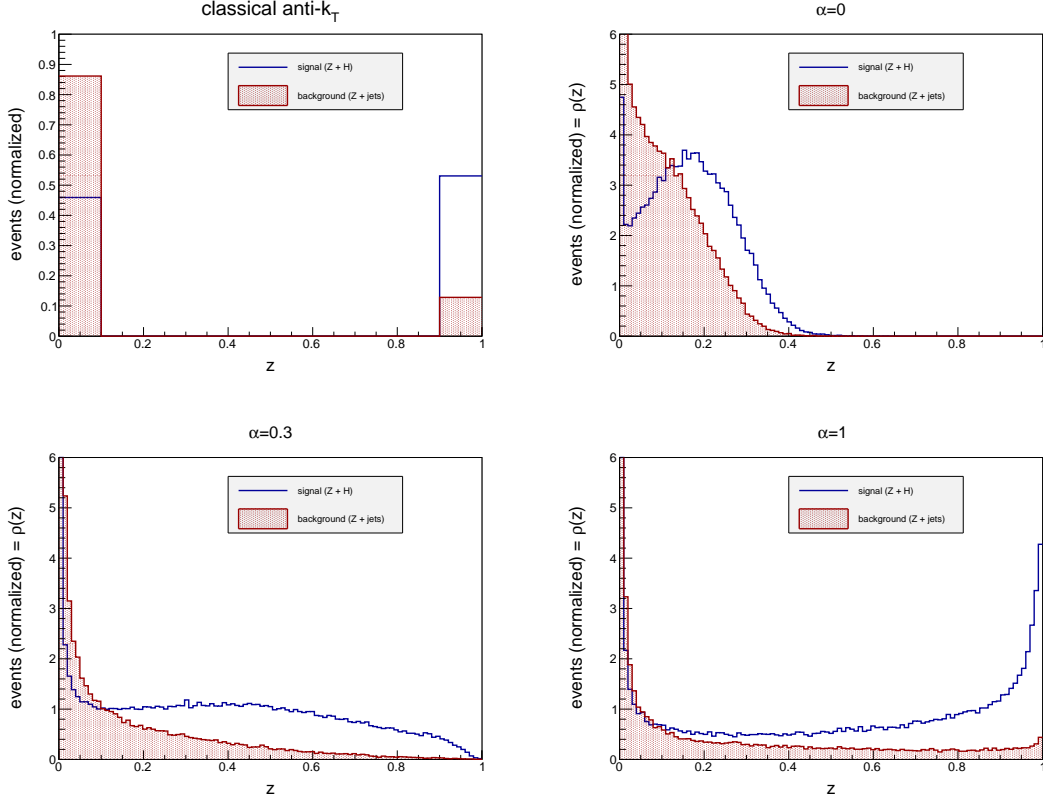 classical anti-k_T
events (normalized)
1
0.9
0.8
0.7
0.6
0.5
0.4
0.3
0.2
0.1
0
signal (Z + H)
background (Z + jets)
0 0.2 0.4 0.6 0.8 1
z
α=0
events (normalized) = ρ(z)
6
5
4
3
2
1
0
signal (Z + H)
background (Z + jets)
0 0.2 0.4 0.6 0.8 1
z
α=0.3
events (normalized) = ρ(z)
6
5
4
3
2
1
0
signal (Z + H)
background (Z + jets)
0 0.2 0.4 0.6 0.8 1
z
α=1
events (normalized) = ρ(z)
6
5
4
3
2
1
0
signal (Z + H)
background (Z + jets)
0 0.2 0.4 0.6 0.8 1
z